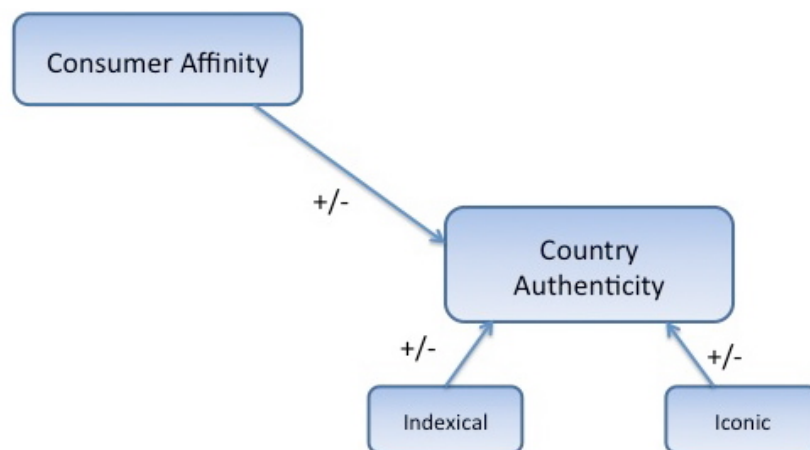 Consumer Affinity
+/-
Country
Authenticity
+/-
+/-
Indexical
Iconic